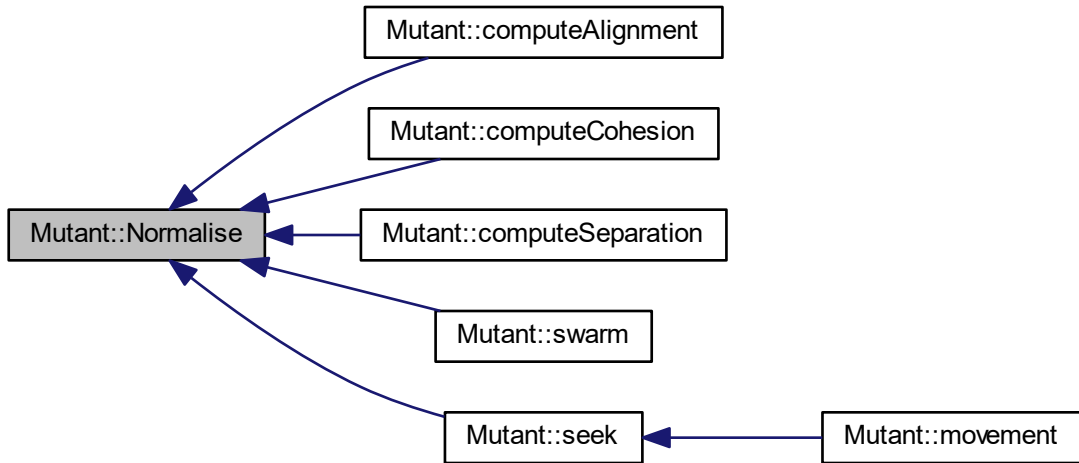 Mutant::computeAlignment
Mutant::computeCohesion
Mutant::Normalise
Mutant::computeSeparation
Mutant::swarm
Mutant::seek
Mutant::movement